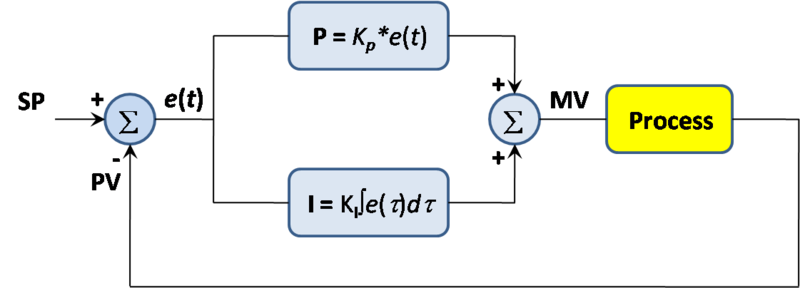 P = Kp*e(t)
SP
+
Σ
e(t)
-
PV
I = KI∫e(τ)dτ
+
Σ
+
MV
Process